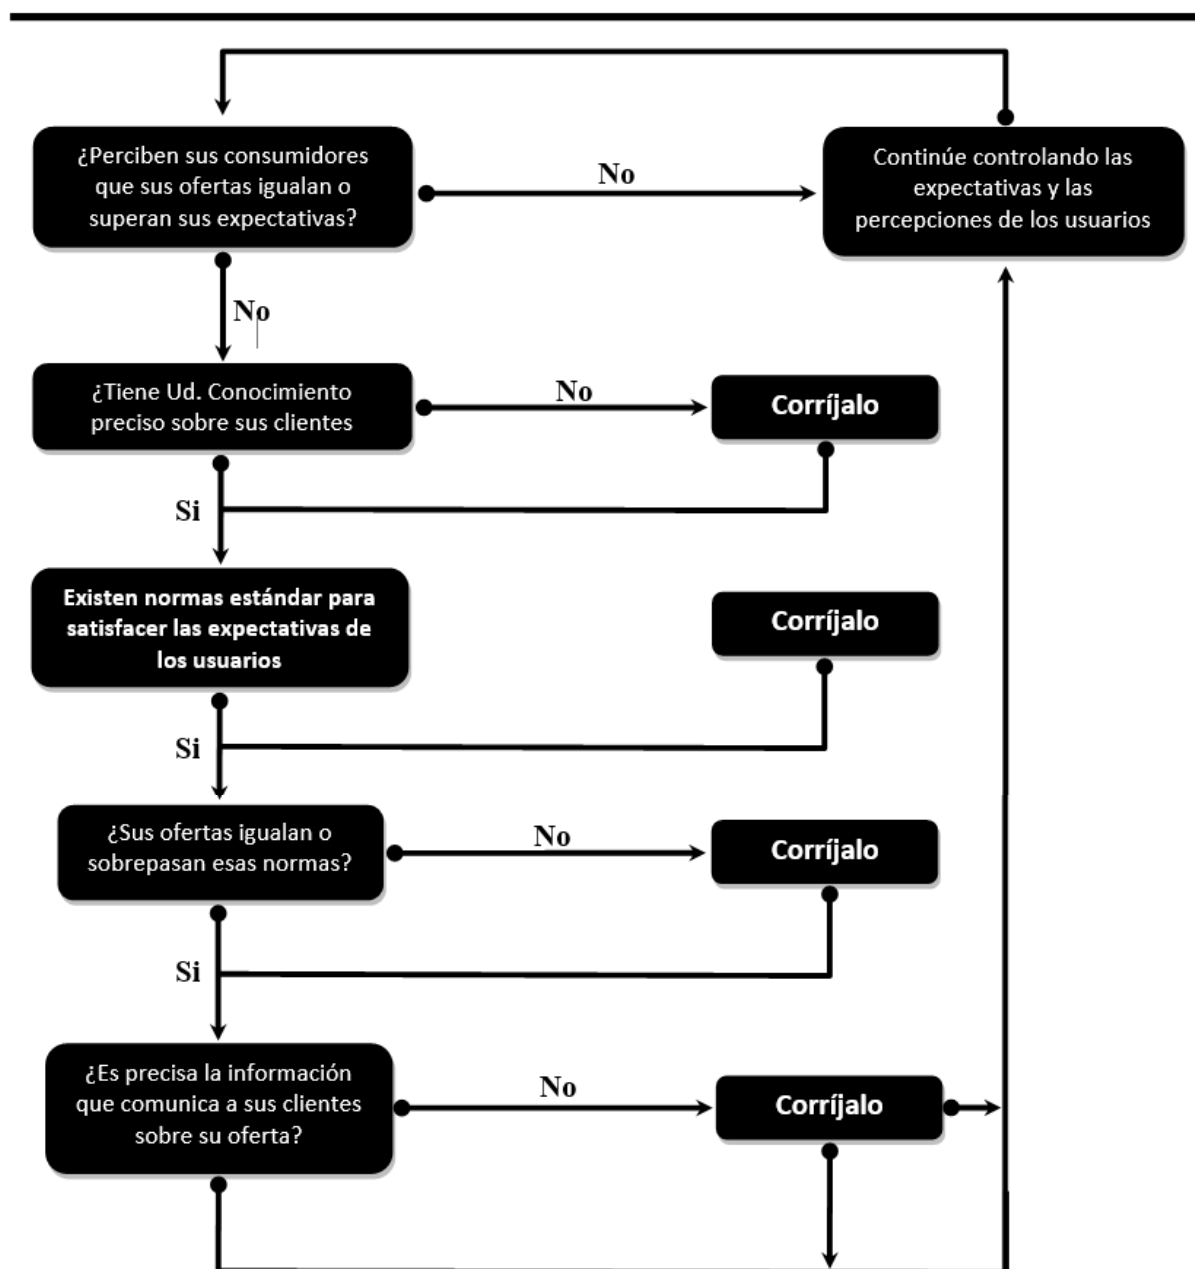 ¿Perciben sus consumidores
que sus ofertas igualan o
superan sus expectativas?
No
Continúe controlando las
expectativas y las
percepciones de los usuarios
No
¿Tiene Ud. Conocimiento
preciso sobre sus clientes
No
Corríjalo
Si
Existen normas estándar para
satisfacer las expectativas de
los usuarios
Corríjalo
Si
¿Sus ofertas igualan o
sobrepasan esas normas?
No
Corríjalo
Si
¿Es precisa la información
que comunica a sus clientes
sobre su oferta?
No
Corríjalo